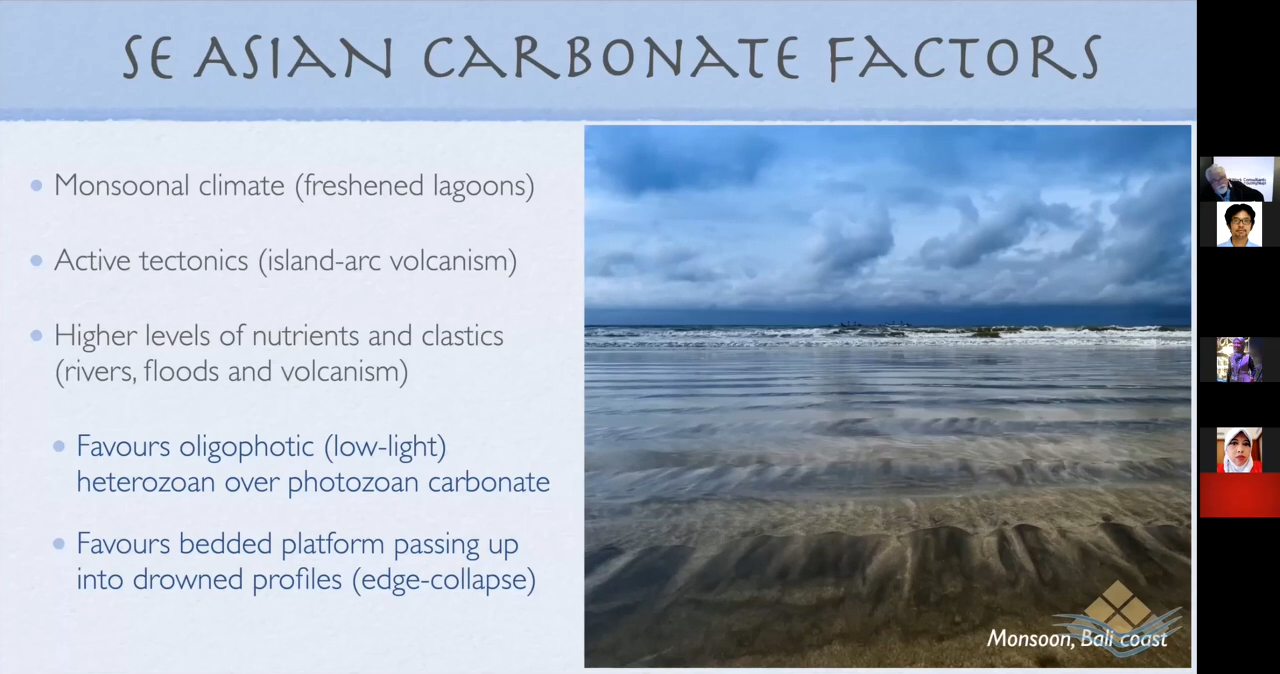 SE ASIAN CARBONATE FACTORS
Monsoonal climate (freshened lagoons)
Active tectonics (island-arc volcanism)
Higher levels of nutrients and clastics
(rivers, floods and volcanism)
Favours oligophotic (low-light)
heterozoan over photozoan carbonate
Favours bedded platform passing up
into drowned profiles (edge-collapse)
Monsoon, Bali coast